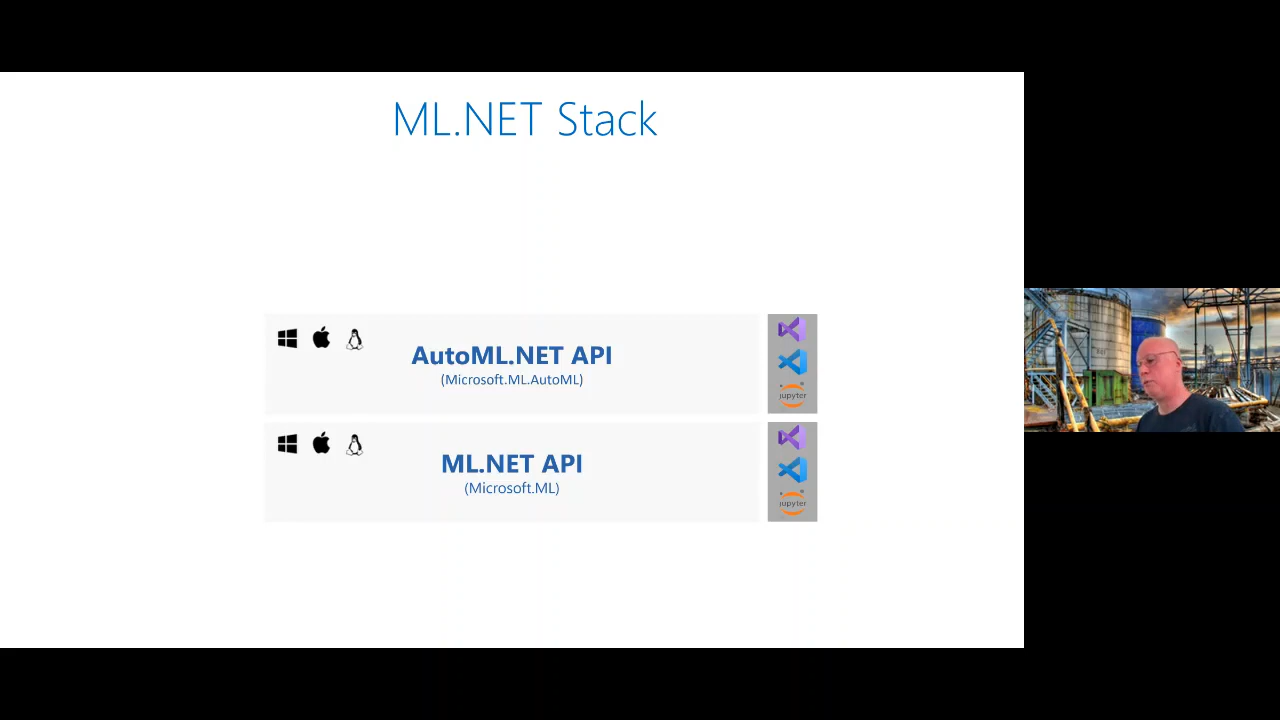 ML.NET Stack
AutoML.NET API
(Microsoft.ML.AutoML)
jupyter
ML.NET API
(Microsoft.ML)
jupyter